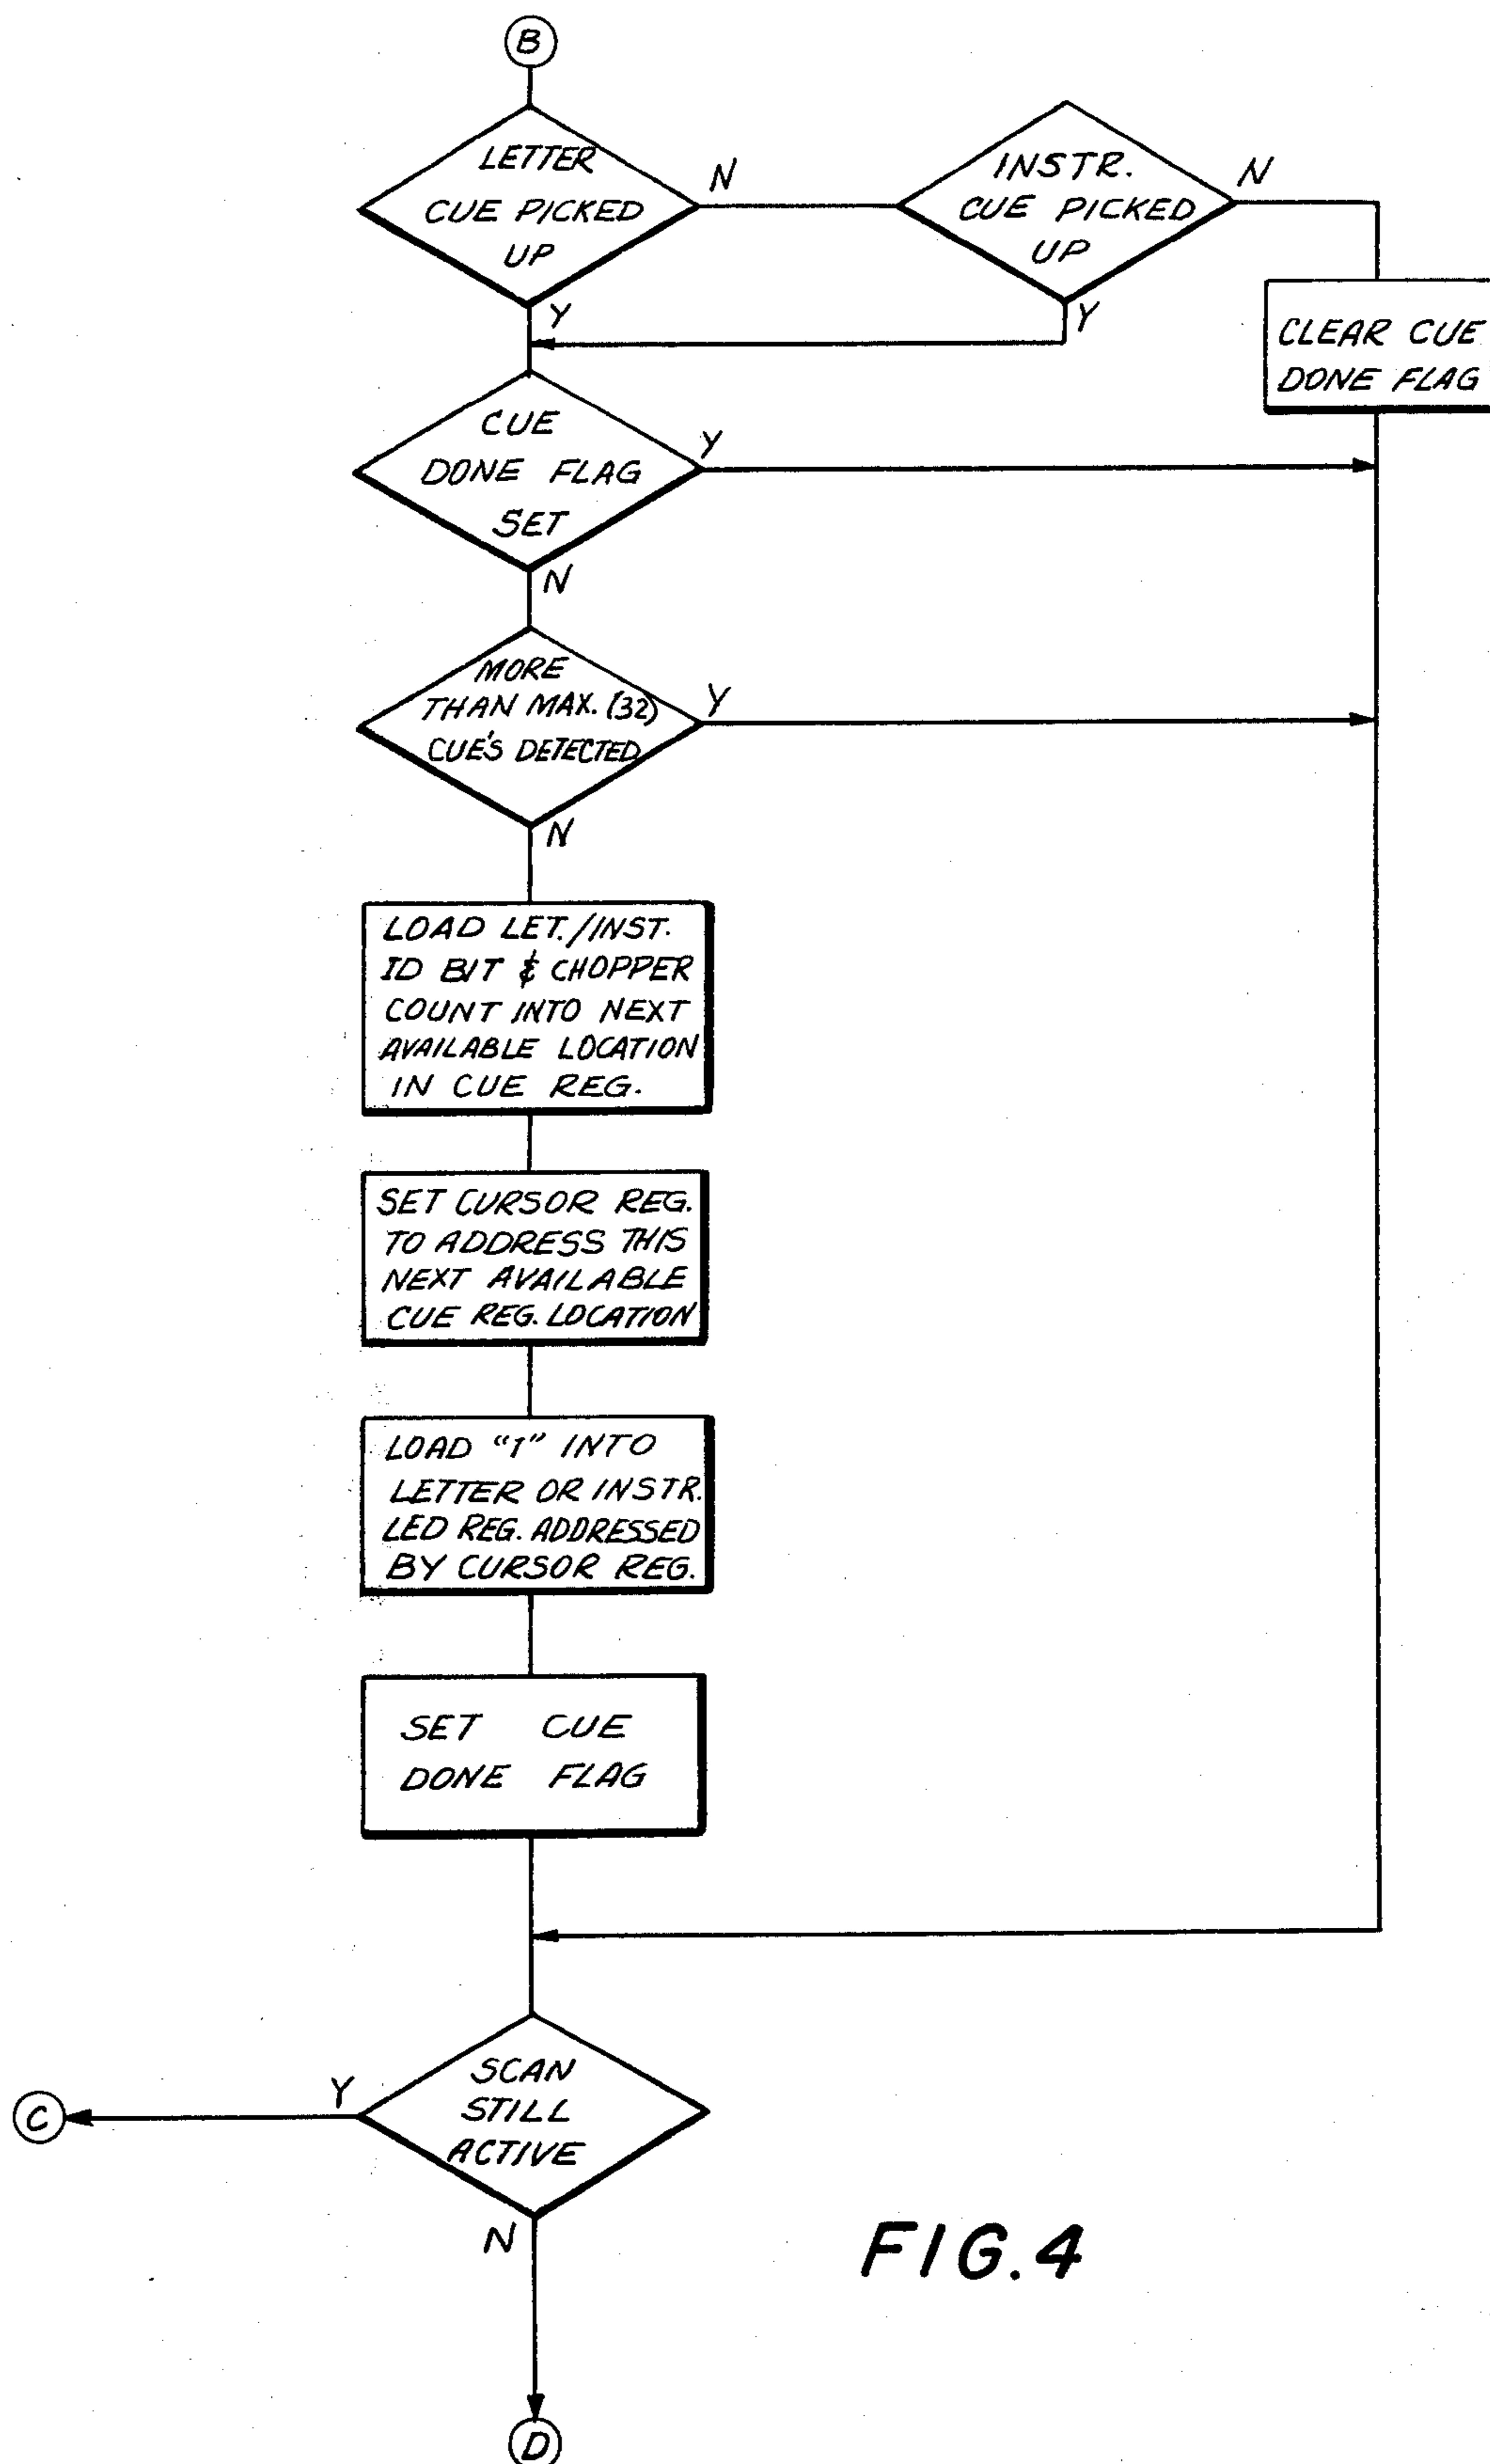 B
LETTER
CUE PICKED
UP
N
Y
INSTR.
CUE PICKED
UP
N
Y
CLEAR CUE
DONE FLAG
CUE
DONE FLAG
SET
Y
N
MORE
THAN MAX. (32)
CUE'S DETECTED
Y
N
LOAD LET./INST.
ID BIT & CHOPPER
COUNT INTO NEXT
AVAILABLE LOCATION
IN CUE REG.
SET CURSOR REG.
TO ADDRESS THIS
NEXT AVAILABLE
CUE REG. LOCATION
LOAD "1" INTO
LETTER OR INSTR.
LED REG. ADDRESSED
BY CURSOR REG.
SET CUE
DONE FLAG
SCAN
STILL
ACTIVE
Y
C
N
D
FIG.4